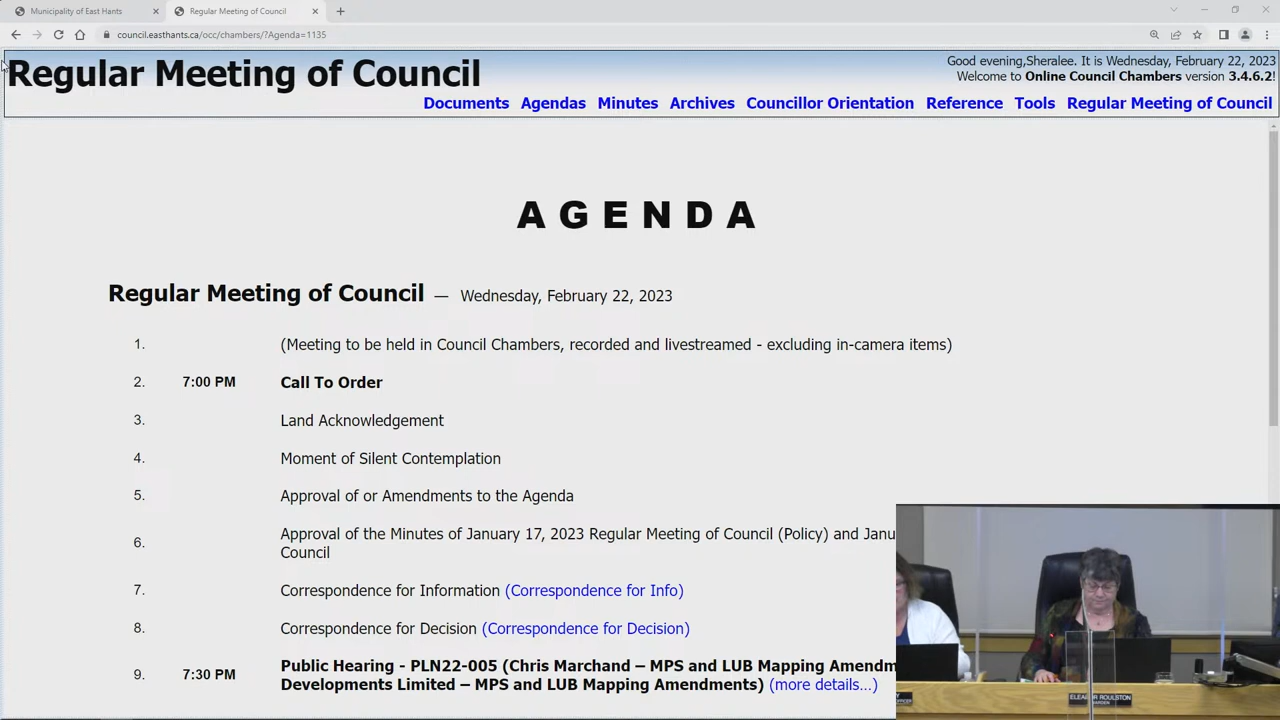 Municipality of East Hants
Regular Meeting of Council
council.easthants.ca/occ/chambers/?Agenda=1135
Regular Meeting of Council
Good evening,Sheralee. It is Wednesday, February 22, 2023
Welcome to Online Council Chambers version 3.4.6.2!
Documents Agendas Minutes Archives Councillor Orientation Reference Tools Regular Meeting of Council
AGENDA
Regular Meeting of Council — Wednesday, February 22, 2023
1. (Meeting to be held in Council Chambers, recorded and livestreamed - excluding in-camera items)
2. 7:00 PM Call To Order
3. Land Acknowledgement
4. Moment of Silent Contemplation
5. Approval of or Amendments to the Agenda
6. Approval of the Minutes of January 17, 2023 Regular Meeting of Council (Policy) and Janu
Council
7. Correspondence for Information (Correspondence for Info)
8. Correspondence for Decision (Correspondence for Decision)
9. 7:30 PM Public Hearing - PLN22-005 (Chris Marchand – MPS and LUB Mapping Amendm
Developments Limited – MPS and LUB Mapping Amendments) (more details...)
ELEANOR ROULSTON
WARDEN